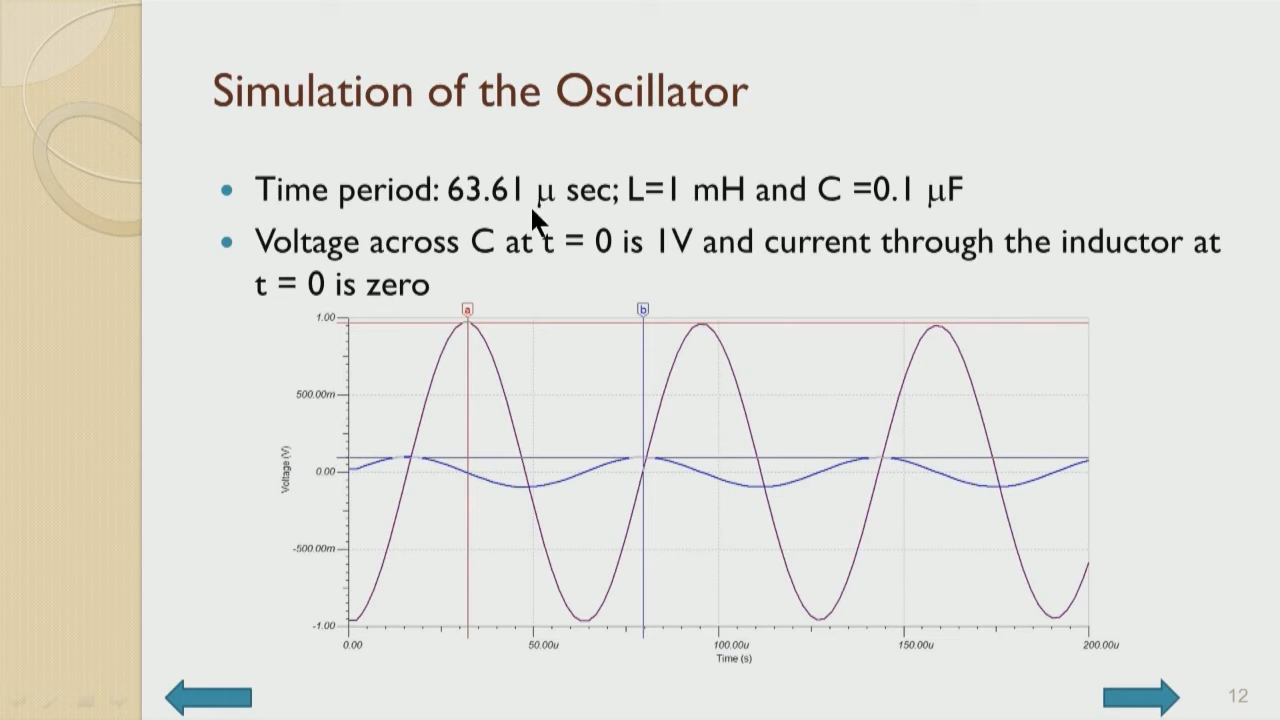 Simulation of the Oscillator
• Time period: 63.61 μ sec; L=1 mH and C =0.1 μF
• Voltage across C at t = 0 is 1V and current through the inductor at
t = 0 is zero
a
b
1.00
500.00m
0.00
-500.00m
-1.00
Voltage (V)
0.00
50.00u
100.00u
150.00u
200.00u
Time (s)
12